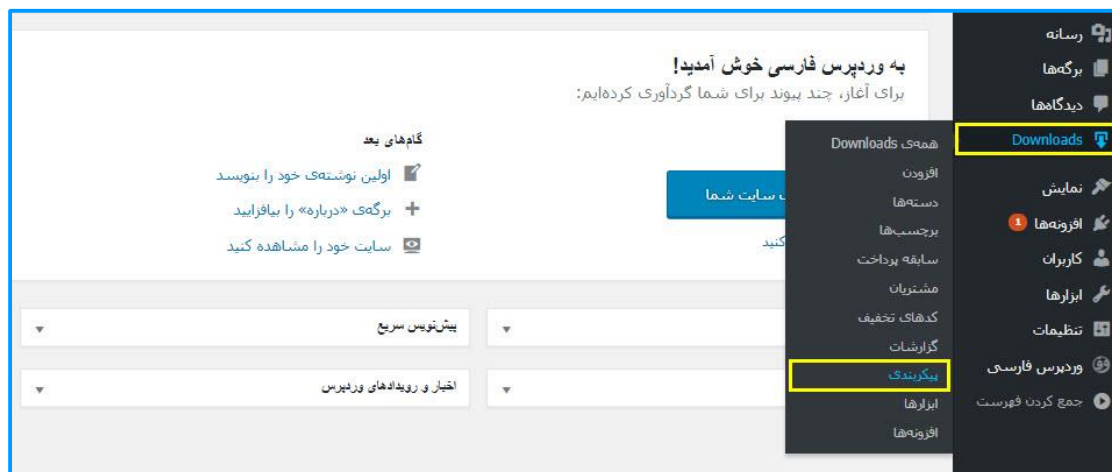 رسانه
برگه‌ها
دیدگاه‌ها
Downloads
نمایش
افزونه‌ها 1
کاربران
ابزارها
تنظیمات
وردپرس فارسی
جمع کردن فهرست
همه‌ی Downloads
افزودن
دسته‌ها
برچسب‌ها
سابقه پرداخت
مشتریان
کدهای تخفیف
گزارشات
پیکربندی
ابزارها
افزونه‌ها
به وردپرس فارسی خوش آمدید!
برای آغاز، چند پیوند برای شما گردآوری کرده‌ایم:
سایت شما
کنید
گام‌های بعد
اولین نوشته‌ی خود را بنویسد
برگه‌ی «درباره» را بیافزایید
سایت خود را مشاهده کنید
پیش‌نویس سریع
اخبار و رویدادهای وردپرس